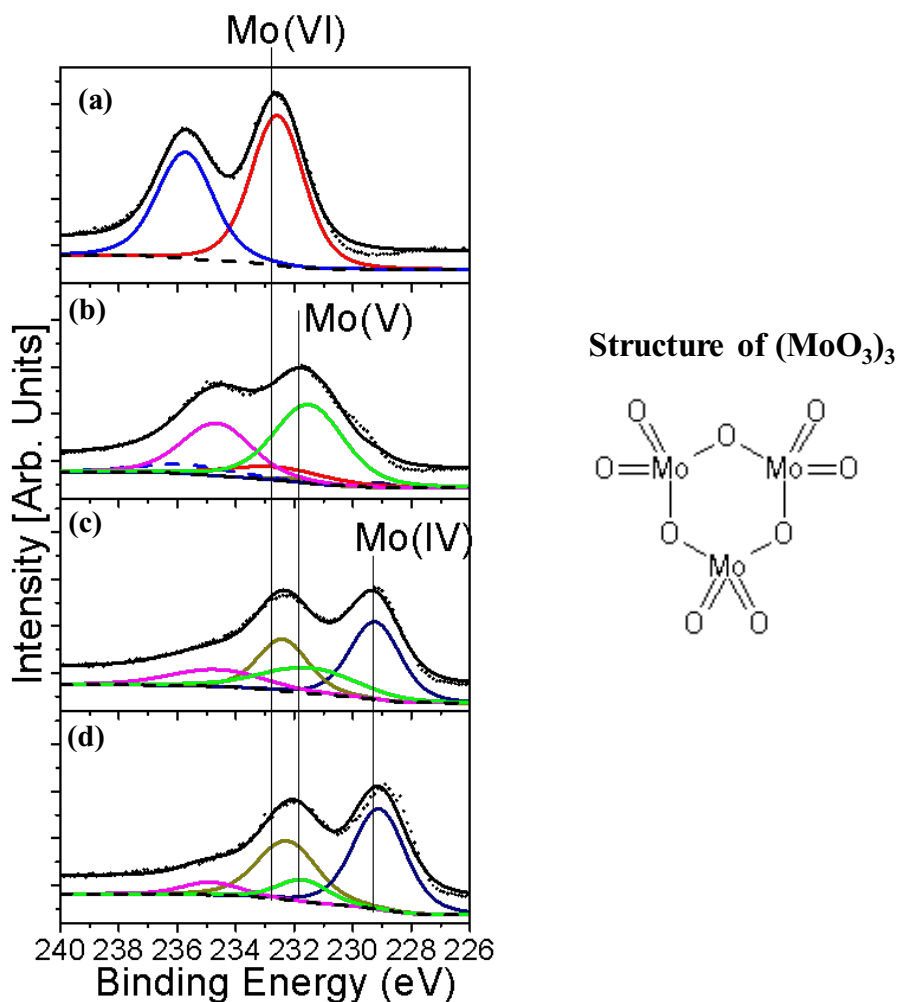 Mo(VI)
(a)
(b)
Mo(V)
(c)
Mo(IV)
(d)
Intensity [Arb. Units]
240 238 236 234 232 230 228 226
Binding Energy (eV)
Structure of (MoO₃)₃
O O
O
O Mo Mo O
O O
Mo
O O